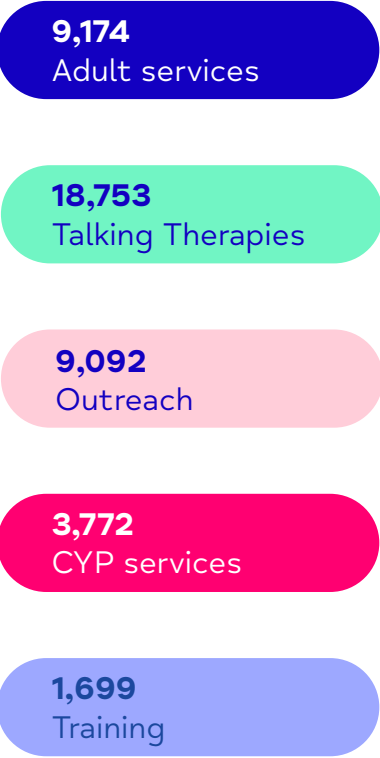 9,174
Adult services
18,753
Talking Therapies
9,092
Outreach
3,772
CYP services
1,699
Training